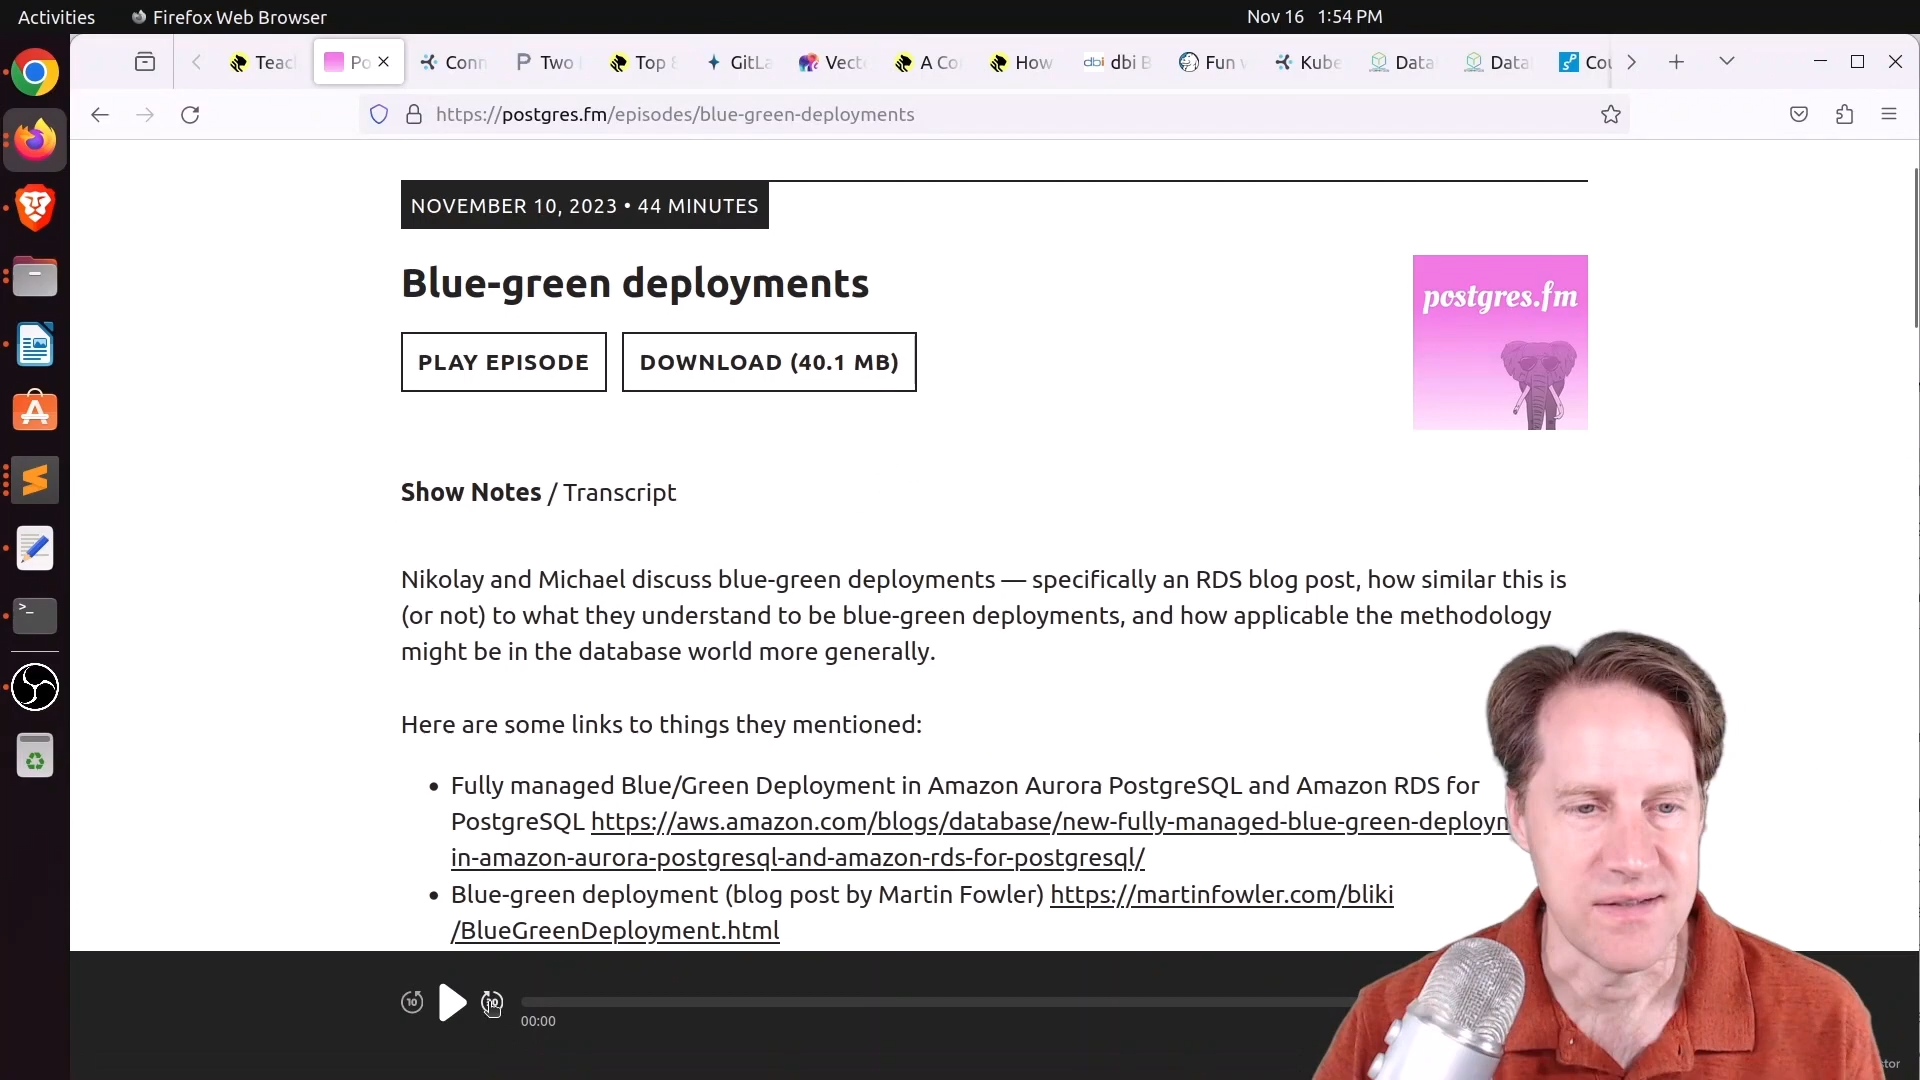 Activities
Firefox Web Browser
Nov 16 1:54 PM
Teac
Po
Conn
Two
Top
GitLa
Vect
A Co
How
dbi dbi B
Fun
Kube
Data
Data
Cou
https://postgres.fm/episodes/blue-green-deployments
NOVEMBER 10, 2023 • 44 MINUTES
Blue-green deployments
PLAY EPISODE
DOWNLOAD (40.1 MB)
postgres.fm
Show Notes / Transcript
Nikolay and Michael discuss blue-green deployments — specifically an RDS blog post, how similar this is
(or not) to what they understand to be blue-green deployments, and how applicable the methodology
might be in the database world more generally.
Here are some links to things they mentioned:
• Fully managed Blue/Green Deployment in Amazon Aurora PostgreSQL and Amazon RDS for
PostgreSQL https://aws.amazon.com/blogs/database/new-fully-managed-blue-green-deploym
in-amazon-aurora-postgresql-and-amazon-rds-for-postgresql/
• Blue-green deployment (blog post by Martin Fowler) https://martinfowler.com/bliki
/BlueGreenDeployment.html
10
00:00